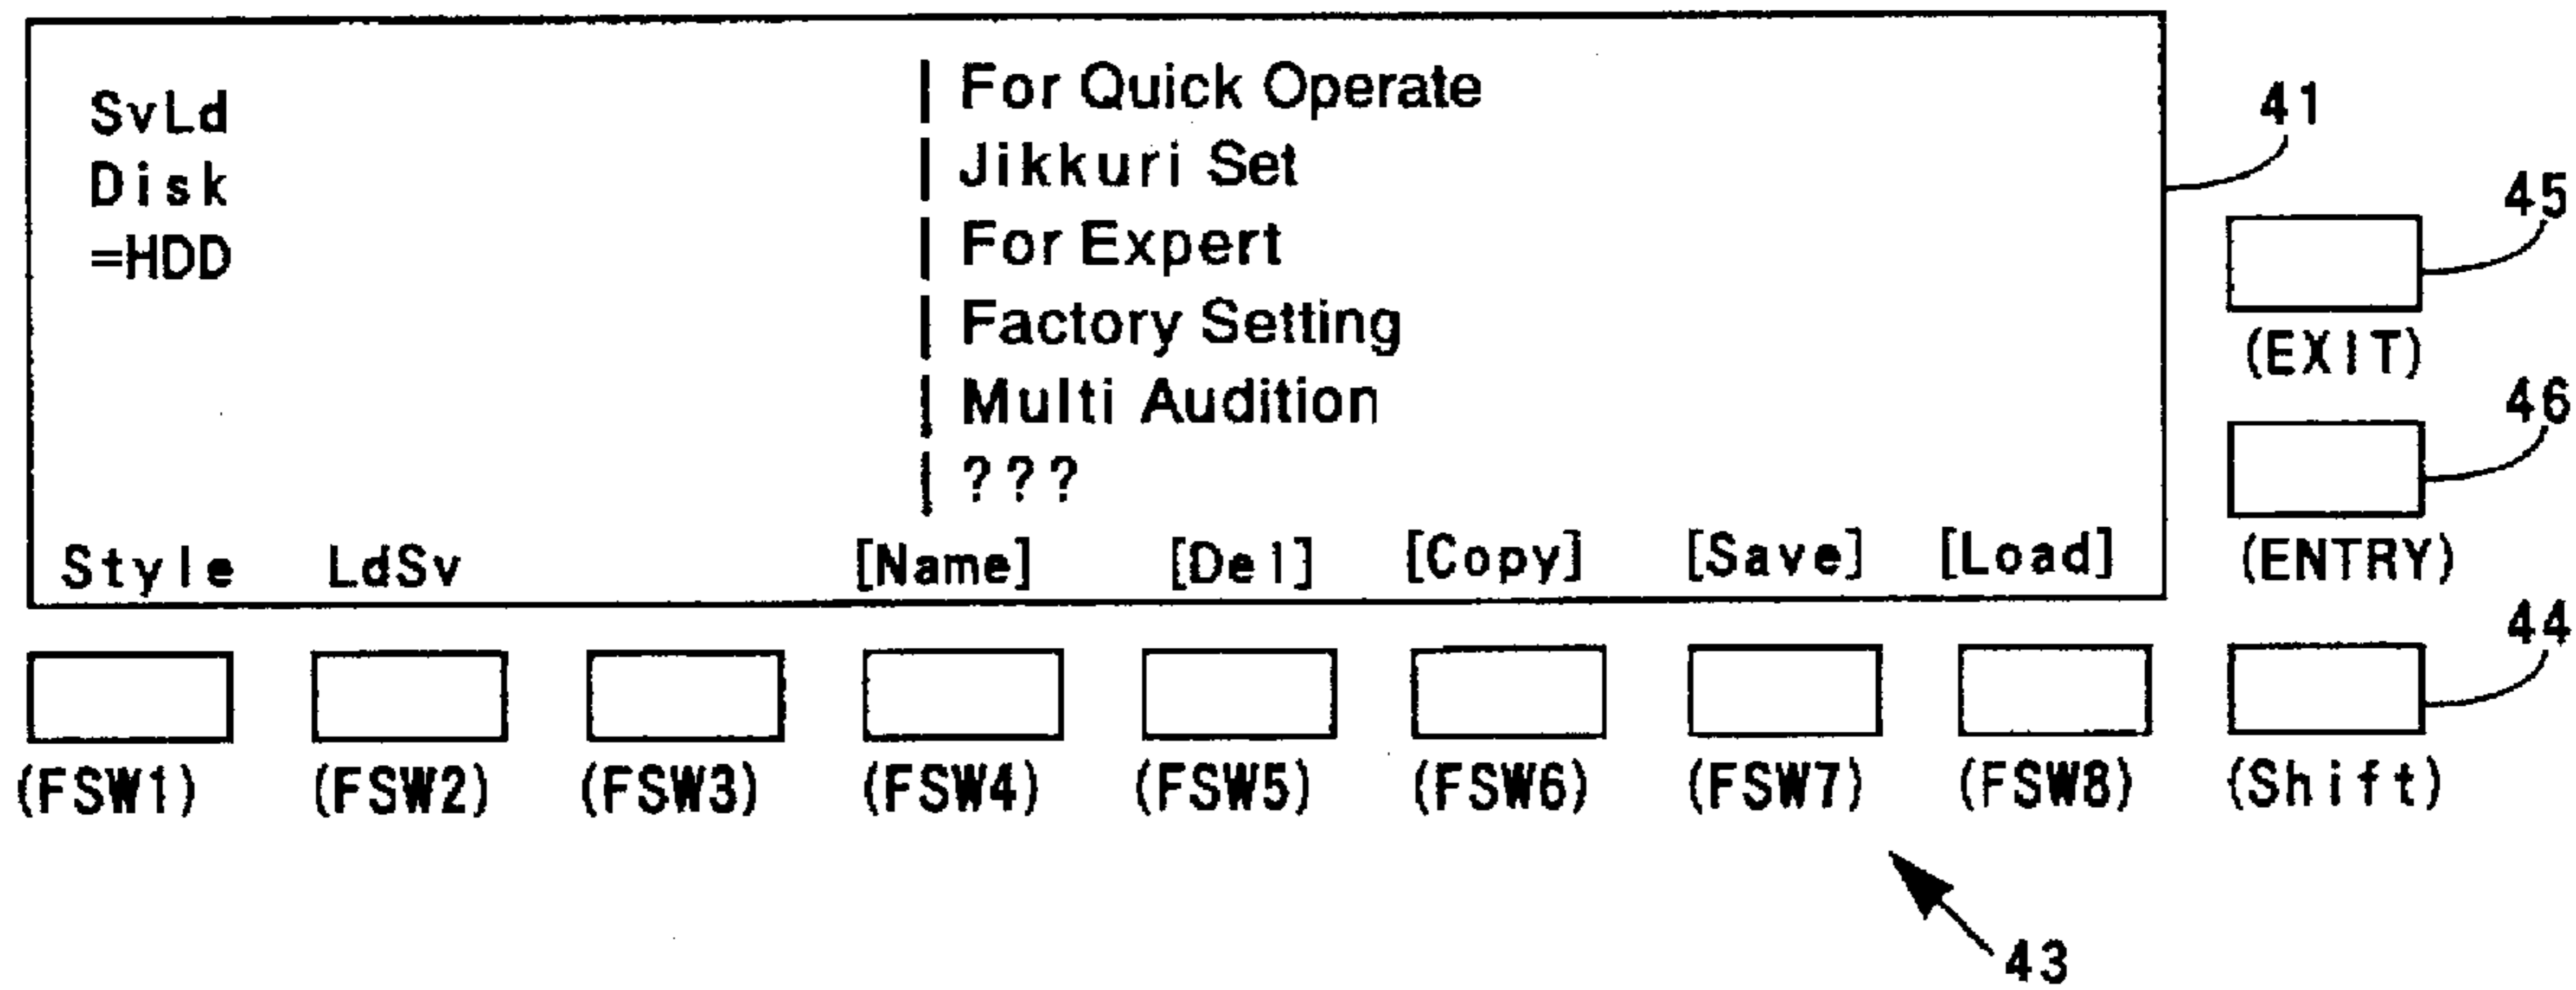 SvLd
Disk
=HDD
| For Quick Operate
| Jikkuri Set
| For Expert
| Factory Setting
| Multi Audition
| ???
Style LdSv [Name] [Del] [Copy] [Save] [Load]
41
45
(EXIT)
46
(ENTRY)
44
(FSW1) (FSW2) (FSW3) (FSW4) (FSW5) (FSW6) (FSW7) (FSW8) (Shift)
43